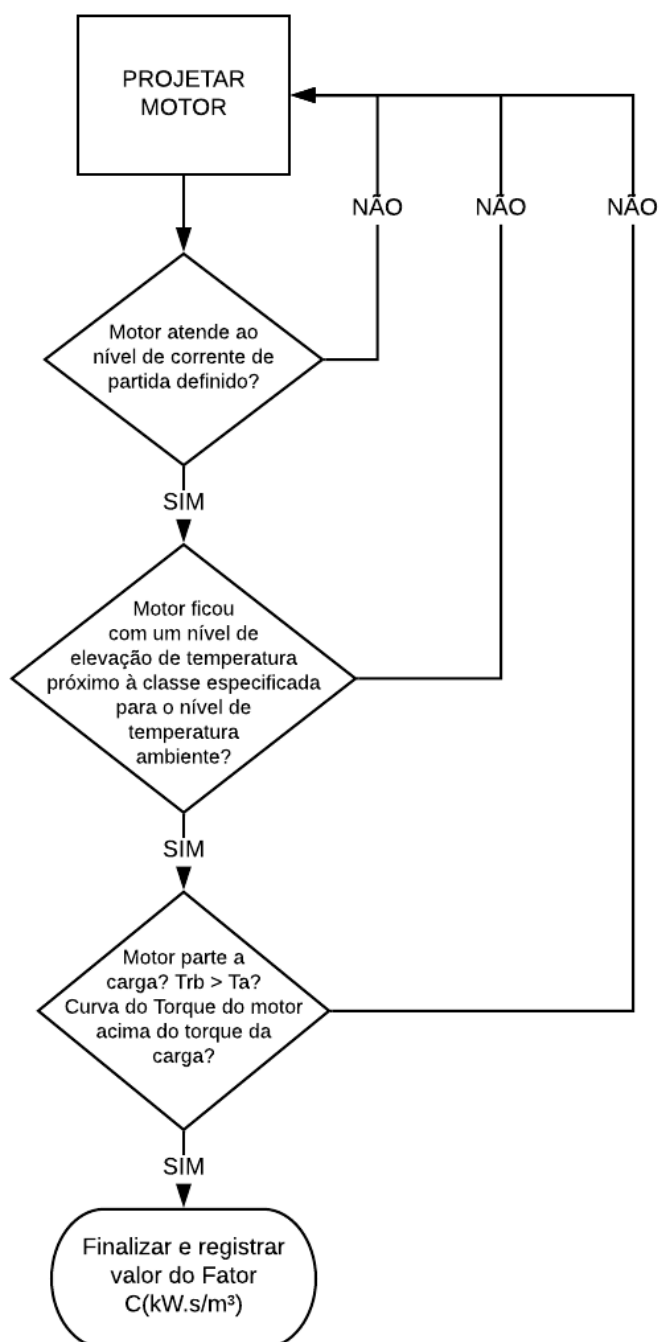 PROJETAR
MOTOR
NÃO
NÃO
NÃO
Motor atende ao
nível de corrente de
partida definido?
SIM
Motor ficou
com um nível de
elevação de temperatura
próximo à classe especificada
para o nível de
temperatura
ambiente?
SIM
Motor parte a
carga? Trb > Ta?
Curva do Torque do motor
acima do torque da
carga?
SIM
Finalizar e registrar
valor do Fator
C(kW.s/m³)